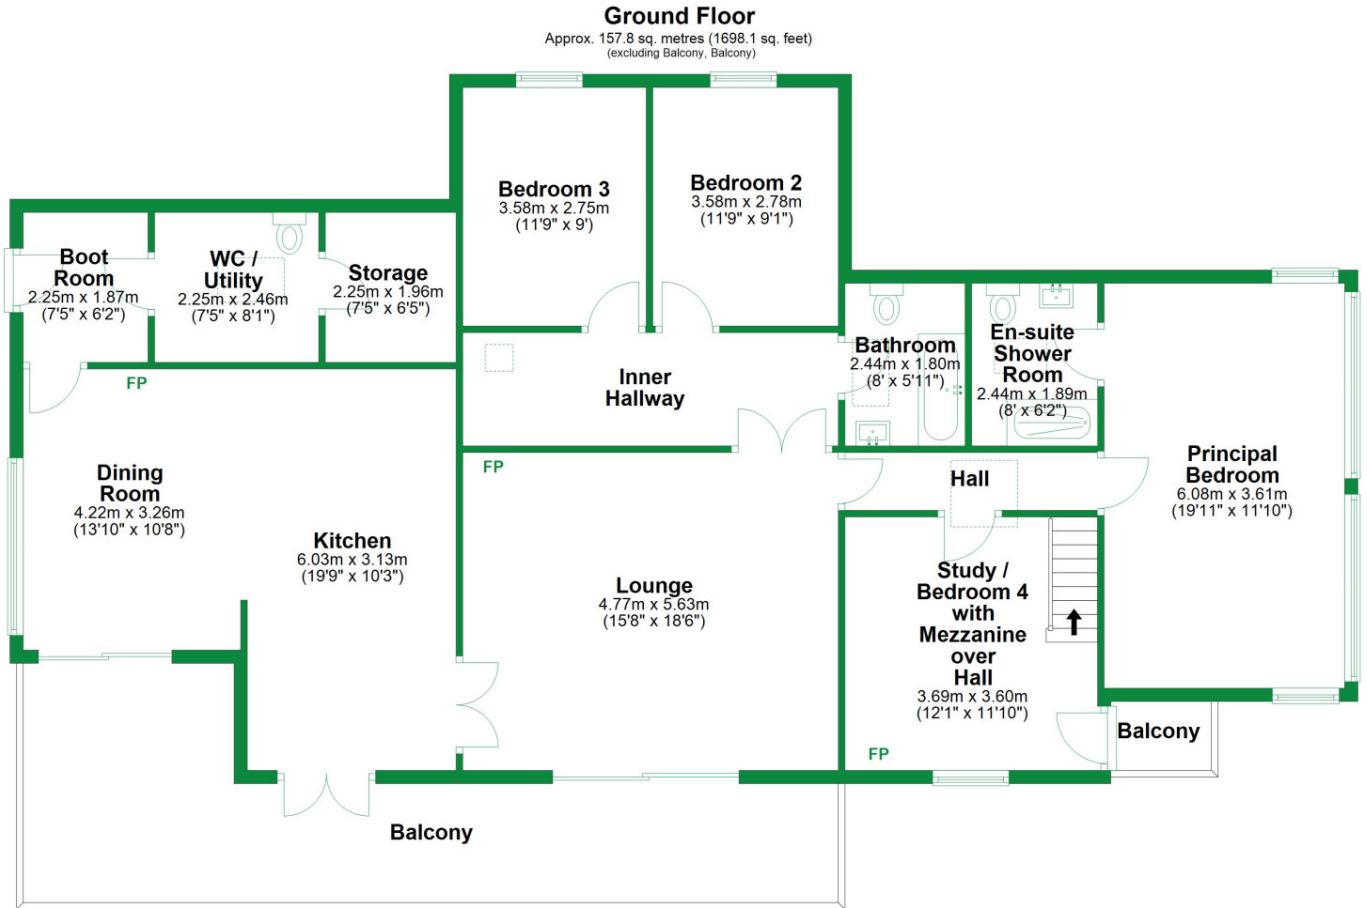 Ground Floor
Approx. 157.8 sq. metres (1698.1 sq. feet)
(excluding Balcony, Balcony)
Bedroom 3
3.58m x 2.75m
(11'9" x 9')
Bedroom 2
3.58m x 2.78m
(11'9" x 9'1")
Boot
Room
2.25m x 1.87m
(7'5" x 6'2")
WC /
Utility
2.25m x 2.46m
(7'5" x 8'1")
Storage
2.25m x 1.96m
(7'5" x 6'5")
FP
Inner
Hallway
Bathroom
2.44m x 1.80m
(8' x 5'11")
En-suite
Shower
Room
2.44m x 1.89m
(8' x 6'2")
Principal
Bedroom
6.08m x 3.61m
(19'11" x 11'10")
Dining
Room
4.22m x 3.26m
(13'10" x 10'8")
Kitchen
6.03m x 3.13m
(19'9" x 10'3")
FP
Lounge
4.77m x 5.63m
(15'8" x 18'6")
Hall
Study /
Bedroom 4
with
Mezzanine
over
Hall
3.69m x 3.60m
(12'1" x 11'10")
FP
Balcony
Balcony